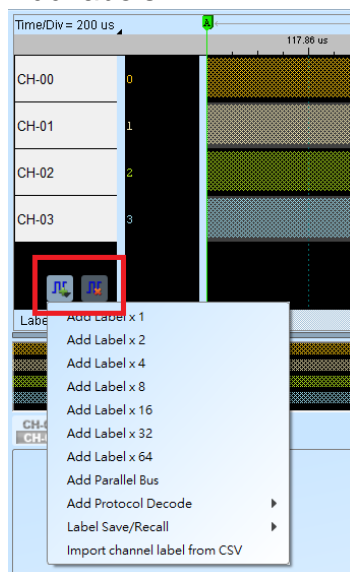 Time/Div = 200 us
A
117.86 us
CH-00
0
CH-01
1
CH-02
2
CH-03
3
Labe
Add Label x 1
Add Label x 2
Add Label x 4
Add Label x 8
Add Label x 16
Add Label x 32
Add Label x 64
Add Parallel Bus
Add Protocol Decode
Label Save/Recall
Import channel label from CSV